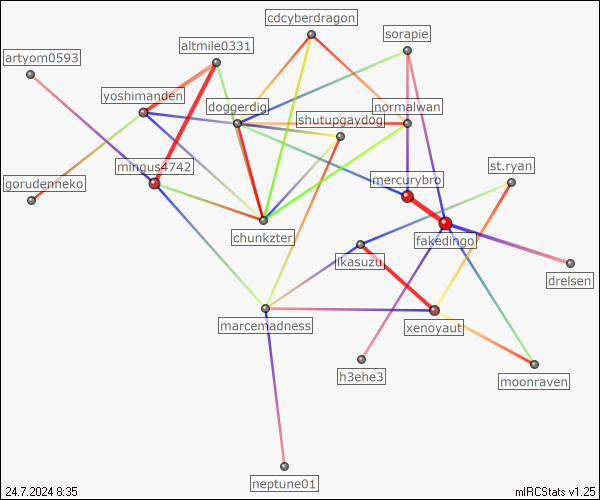 cdcyberdragon
sorapie
altmile0331
artyom0593
yoshimanden
doggerdig
normalwan
shutupgaydog
mingus4742
st.ryan
mercurybro
gorudenneko
chunkzter
fakedingo
ikasuzu
drelsen
marcemadness
xenoyaut
h3ehe3
moonraven
neptune01
24.7.2024 8:35
mIRCStats v1.25